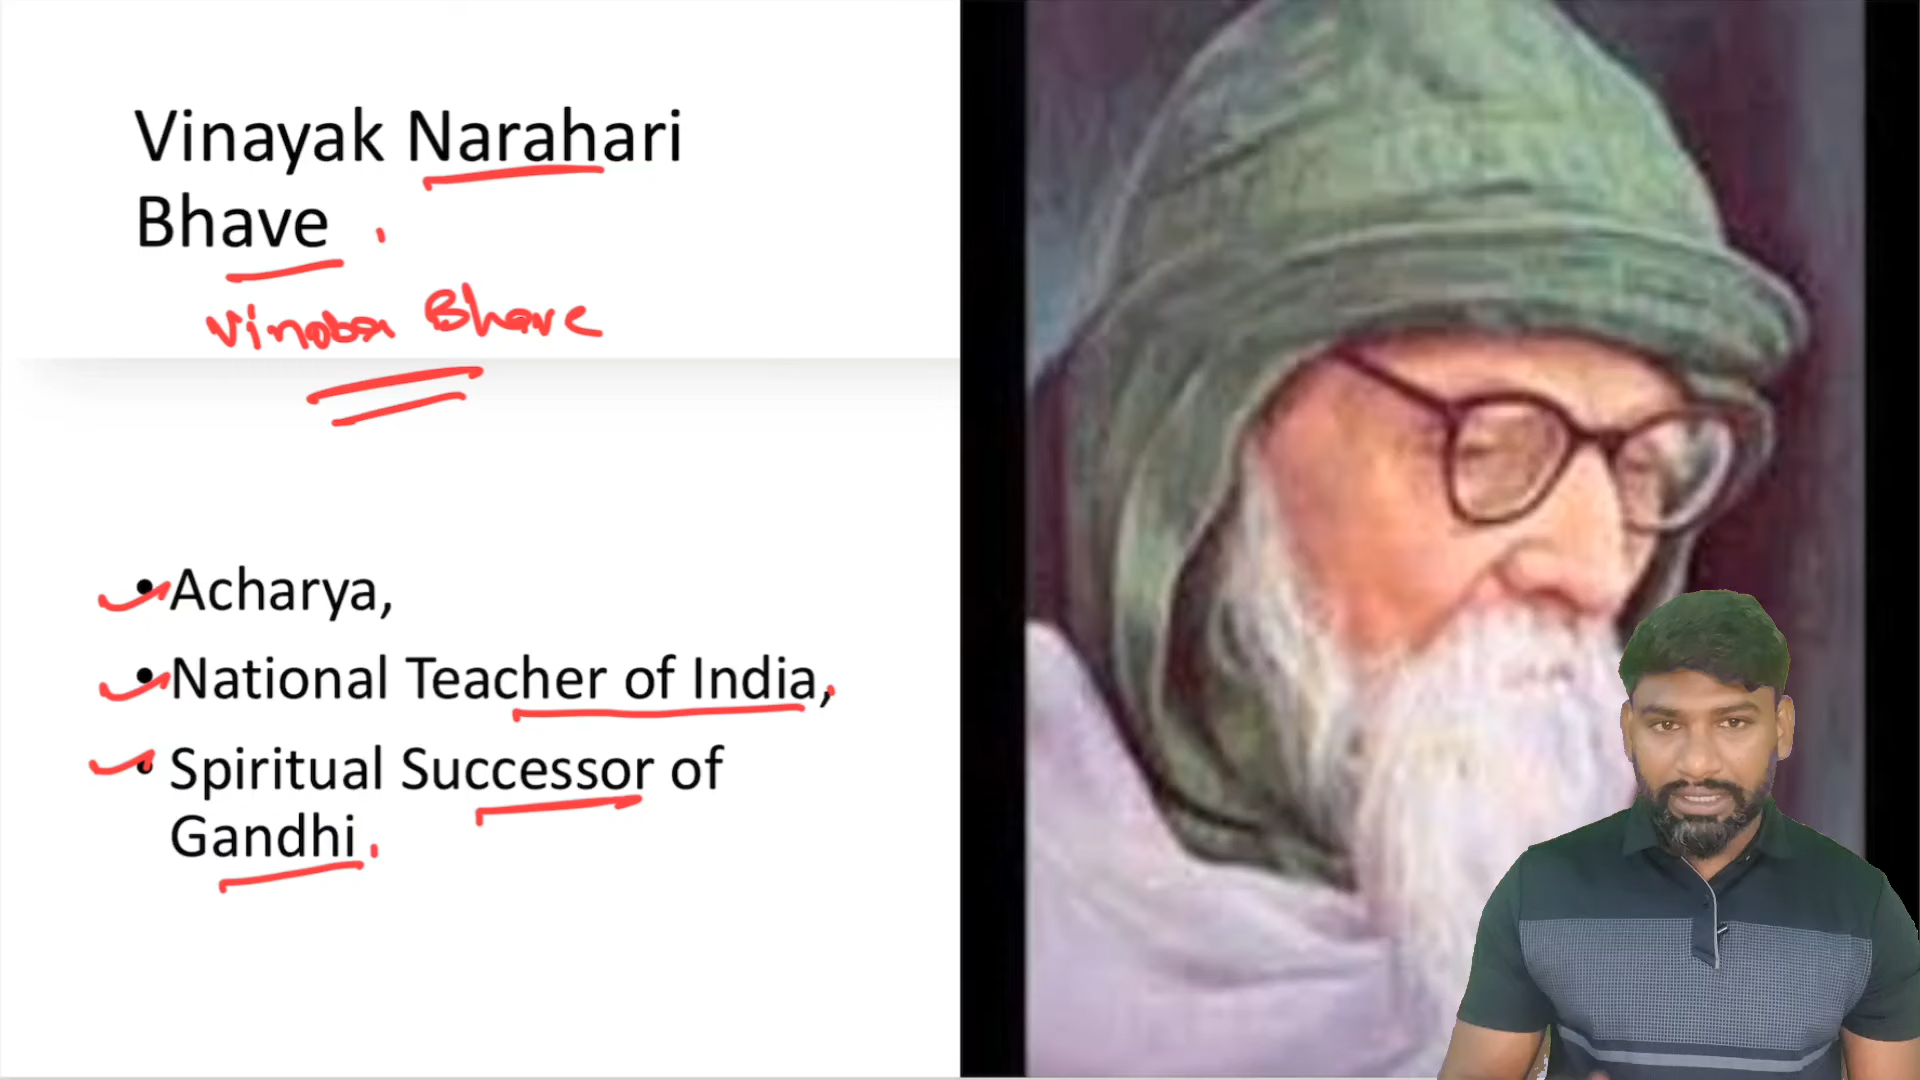 Vinayak Narahari
Bhave
Vinoba Bhave
• Acharya,
• National Teacher of India,
• Spiritual Successor of
Gandhi